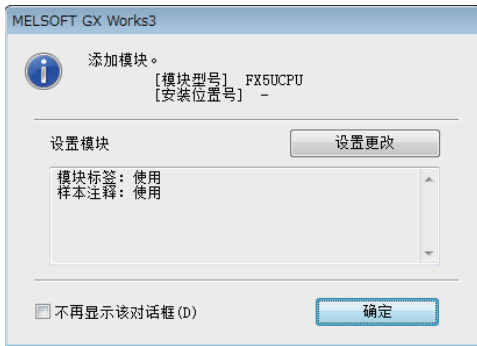 MELSOFT GX Works3
添加模块。
[模块型号] FX5UCPU
[安装位置号] -
设置模块
设置更改
模块标签: 使用
样本注释: 使用
不再显示该对话框(D)
确定